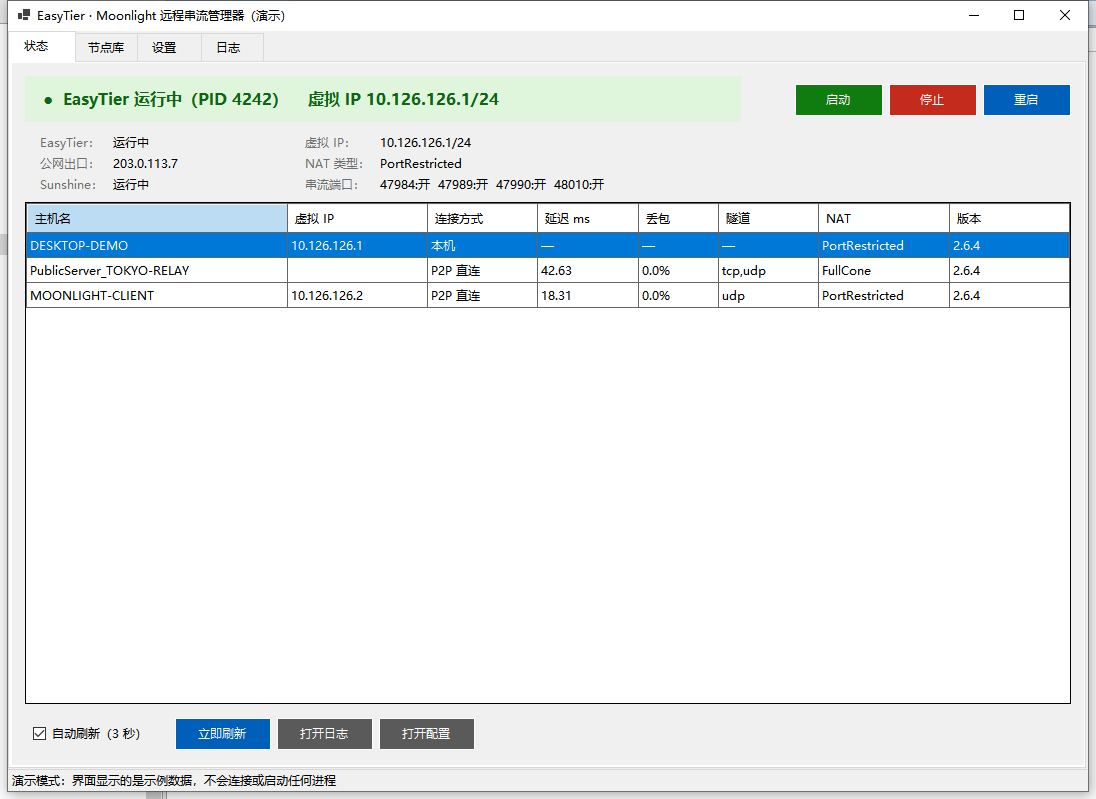 EasyTier · Moonlight 远程串流管理器（演示）
状态 节点库 设置 日志
● EasyTier 运行中（PID 4242） 虚拟 IP 10.126.126.1/24 启动 停止 重启
EasyTier: 运行中 虚拟 IP: 10.126.126.1/24
公网出口: 203.0.113.7 NAT 类型: PortRestricted
Sunshine: 运行中 串流端口: 47984:开 47989:开 47990:开 48010:开
主机名 虚拟 IP 连接方式 延迟 ms 丢包 隧道 NAT 版本
DESKTOP-DEMO 10.126.126.1 本机 — — — PortRestricted 2.6.4
PublicServer_TOKYO-RELAY P2P 直连 42.63 0.0% tcp,udp FullCone 2.6.4
MOONLIGHT-CLIENT 10.126.126.2 P2P 直连 18.31 0.0% udp PortRestricted 2.6.4
自动刷新（3 秒） 立即刷新 打开日志 打开配置
演示模式：界面显示的是示例数据，不会连接或启动任何进程